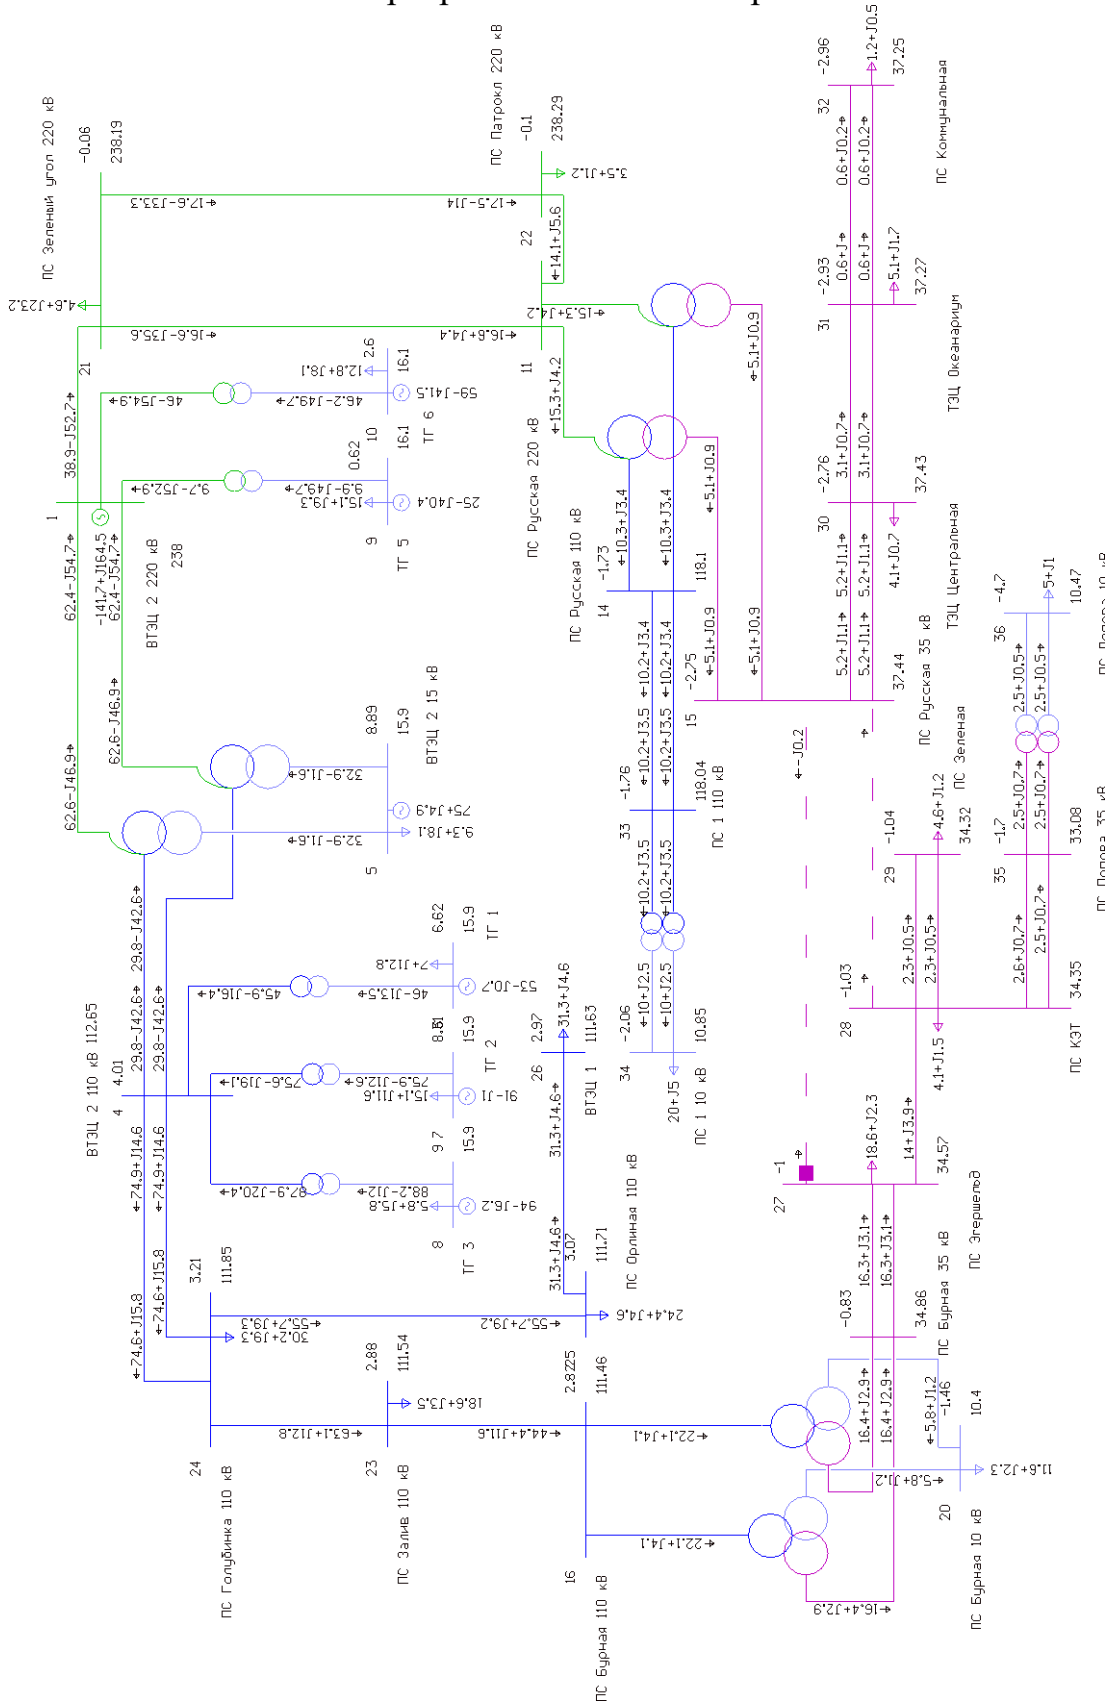 ПС Зеленый угол 220 кВ
-0.06
238.19
21
4.6+J23.2
17.6-J33.3
17.5-J14
ПС Патрокл 220 кВ
-0.1
238.29
22
3.5+J1.2
14.1+J5.6
16.6-J35.6
16.8+J4.4
11
ПС Русская 220 кВ
15.3+J4.2
15.3+J4.2
38.9-J52.7
1
-141.7+J164.5
ВТЭЦ 2 220 кВ
238
62.4-J54.7
62.4-J54.7
62.6-J46.9
62.6-J46.9
46-J54.9
46.2-J49.7
12.8+J8.1
2.6
16.1
10
ТГ 6
59-J41.5
9.7-J52.9
9.9-J49.7
15.1+J9.3
0.62
16.1
9
ТГ 5
25-J40.4
8.89
15.9
ВТЭЦ 2 15 кВ
5
32.9-J1.6
32.9-J1.6
75+J4.9
9.3+J8.1
ВТЭЦ 2 110 кВ 112.65
4.01
4
29.8-J42.6
29.8-J42.6
29.8-J42.6
29.8-J42.6
45.9-J16.4
46-J13.5
7+J12.8
6.62
15.9
ТГ 1
53-J0.7
75.6-J19.1
75.9-J12.6
15.1+J11.6
15.9
ТГ 2
91-J1
87.9-J20.4
88.2-J12
5.8+J5.8
9.7
15.9
8
ТГ 3
94-J6.2
74.9+J14.6
74.9+J14.6
74.6+J15.8
74.6+J15.8
3.21
111.85
24
ПС Голубинка 110 кВ
30.2+J9.3
55.7+J9.3
55.7+J9.2
63.1+J12.8
2.88
111.54
23
ПС Залив 110 кВ
18.6+J3.5
44.4+J11.6
2.8225
111.46
16
ПС Бурная 110 кВ
22.1+J4.1
22.1+J4.1
3.07
111.71
ПС Орлиная 110 кВ
24.4+J4.6
31.3+J4.6
31.3+J4.6
31.3+J4.6
2.97
111.63
26
ВТЭЦ 1
ПС Русская 110 кВ
-1.73
118.1
14
10.3+J3.4
10.3+J3.4
10.2+J3.4
10.2+J3.4
10.2+J3.5
10.2+J3.5
-1.76
118.04
33
ПС 1 110 кВ
10.2+J3.5
10.2+J3.5
10+J2.5
10+J2.5
-2.06
10.85
34
ПС 1 10 кВ
20+J5
5.1+J0.9
5.1+J0.9
5.1+J0.9
5.1+J0.9
-2.75
37.44
15
ПС Русская 35 кВ
5.2+J1.1
5.2+J1.1
5.2+J1.1
5.2+J1.1
-2.76
37.43
30
ТЭЦ Центральная
4.1+J0.7
3.1+J0.7
3.1+J0.7
-2.93
37.27
31
ТЭЦ Океанариум
5.1+J1.7
0.6+J
0.6+J
0.6+J0.2
0.6+J0.2
-2.96
37.25
32
ПС Коммунальная
1.2+J0.5
-J0.2
-1
34.57
27
ПС Эгершельд
18.6+J2.3
14+J3.9
16.3+J3.1
16.3+J3.1
-0.83
34.86
ПС Бурная 35 кВ
16.4+J2.9
16.4+J2.9
16.4+J2.9
5.8+J1.2
5.8+J1.2
-1.46
10.4
20
ПС Бурная 10 кВ
11.6+J2.3
-1.03
34.35
28
ПС КЭТ
4.1+J1.5
2.3+J0.5
2.3+J0.5
-1.04
34.32
29
ПС Зеленая
4.6+J1.2
2.6+J0.7
2.5+J0.7
-1.7
33.08
35
ПС Попова 35 кВ
2.5+J0.7
2.5+J0.7
2.5+J0.5
2.5+J0.5
-4.7
10.47
36
5+J1